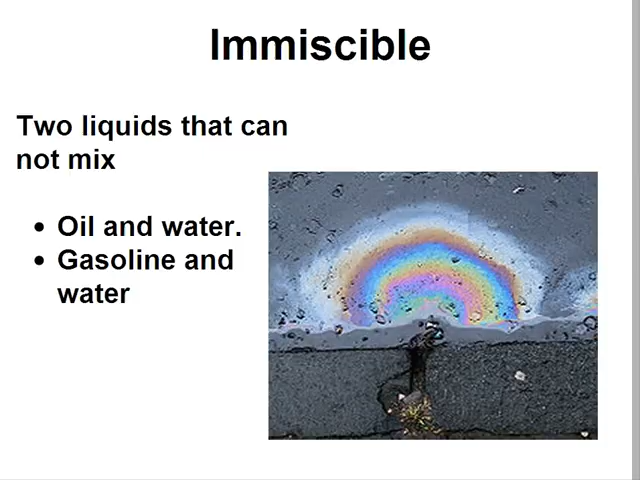 Immiscible
Two liquids that can
not mix
• Oil and water.
• Gasoline and
water